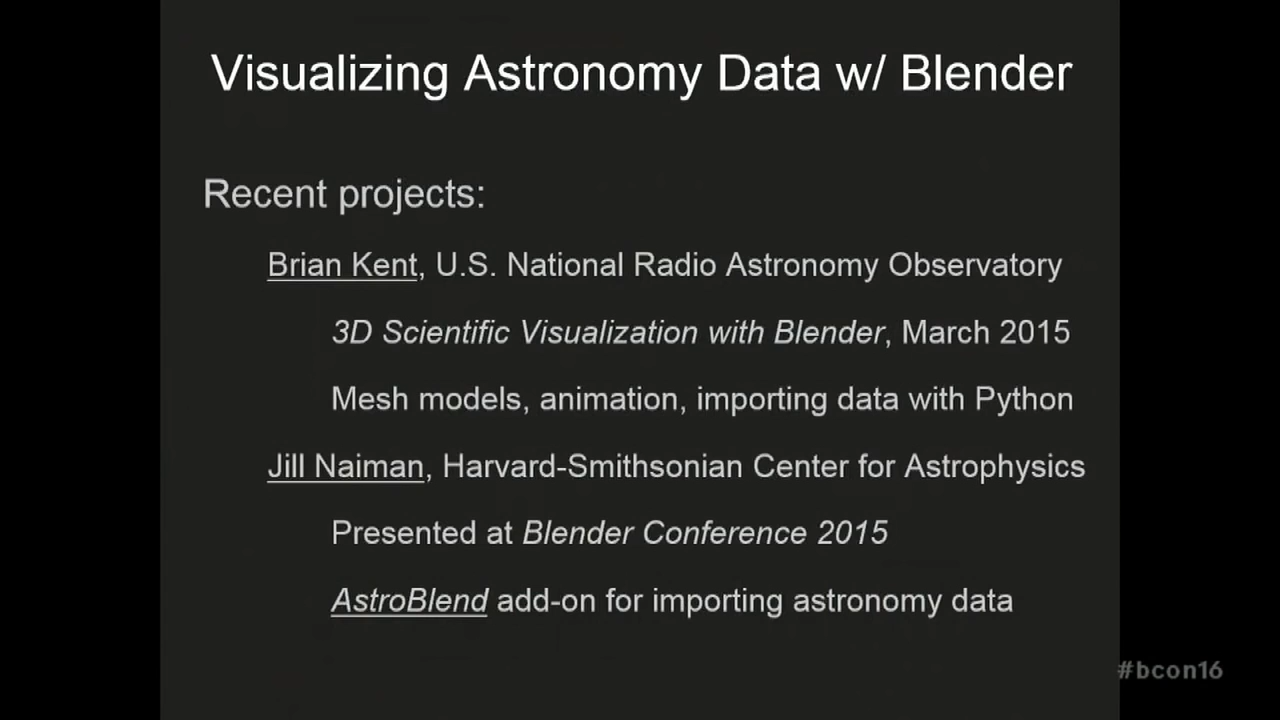 Visualizing Astronomy Data w/ Blender
Recent projects:
Brian Kent, U.S. National Radio Astronomy Observatory
3D Scientific Visualization with Blender, March 2015
Mesh models, animation, importing data with Python
Jill Naiman, Harvard-Smithsonian Center for Astrophysics
Presented at Blender Conference 2015
AstroBlend add-on for importing astronomy data
#bcon16